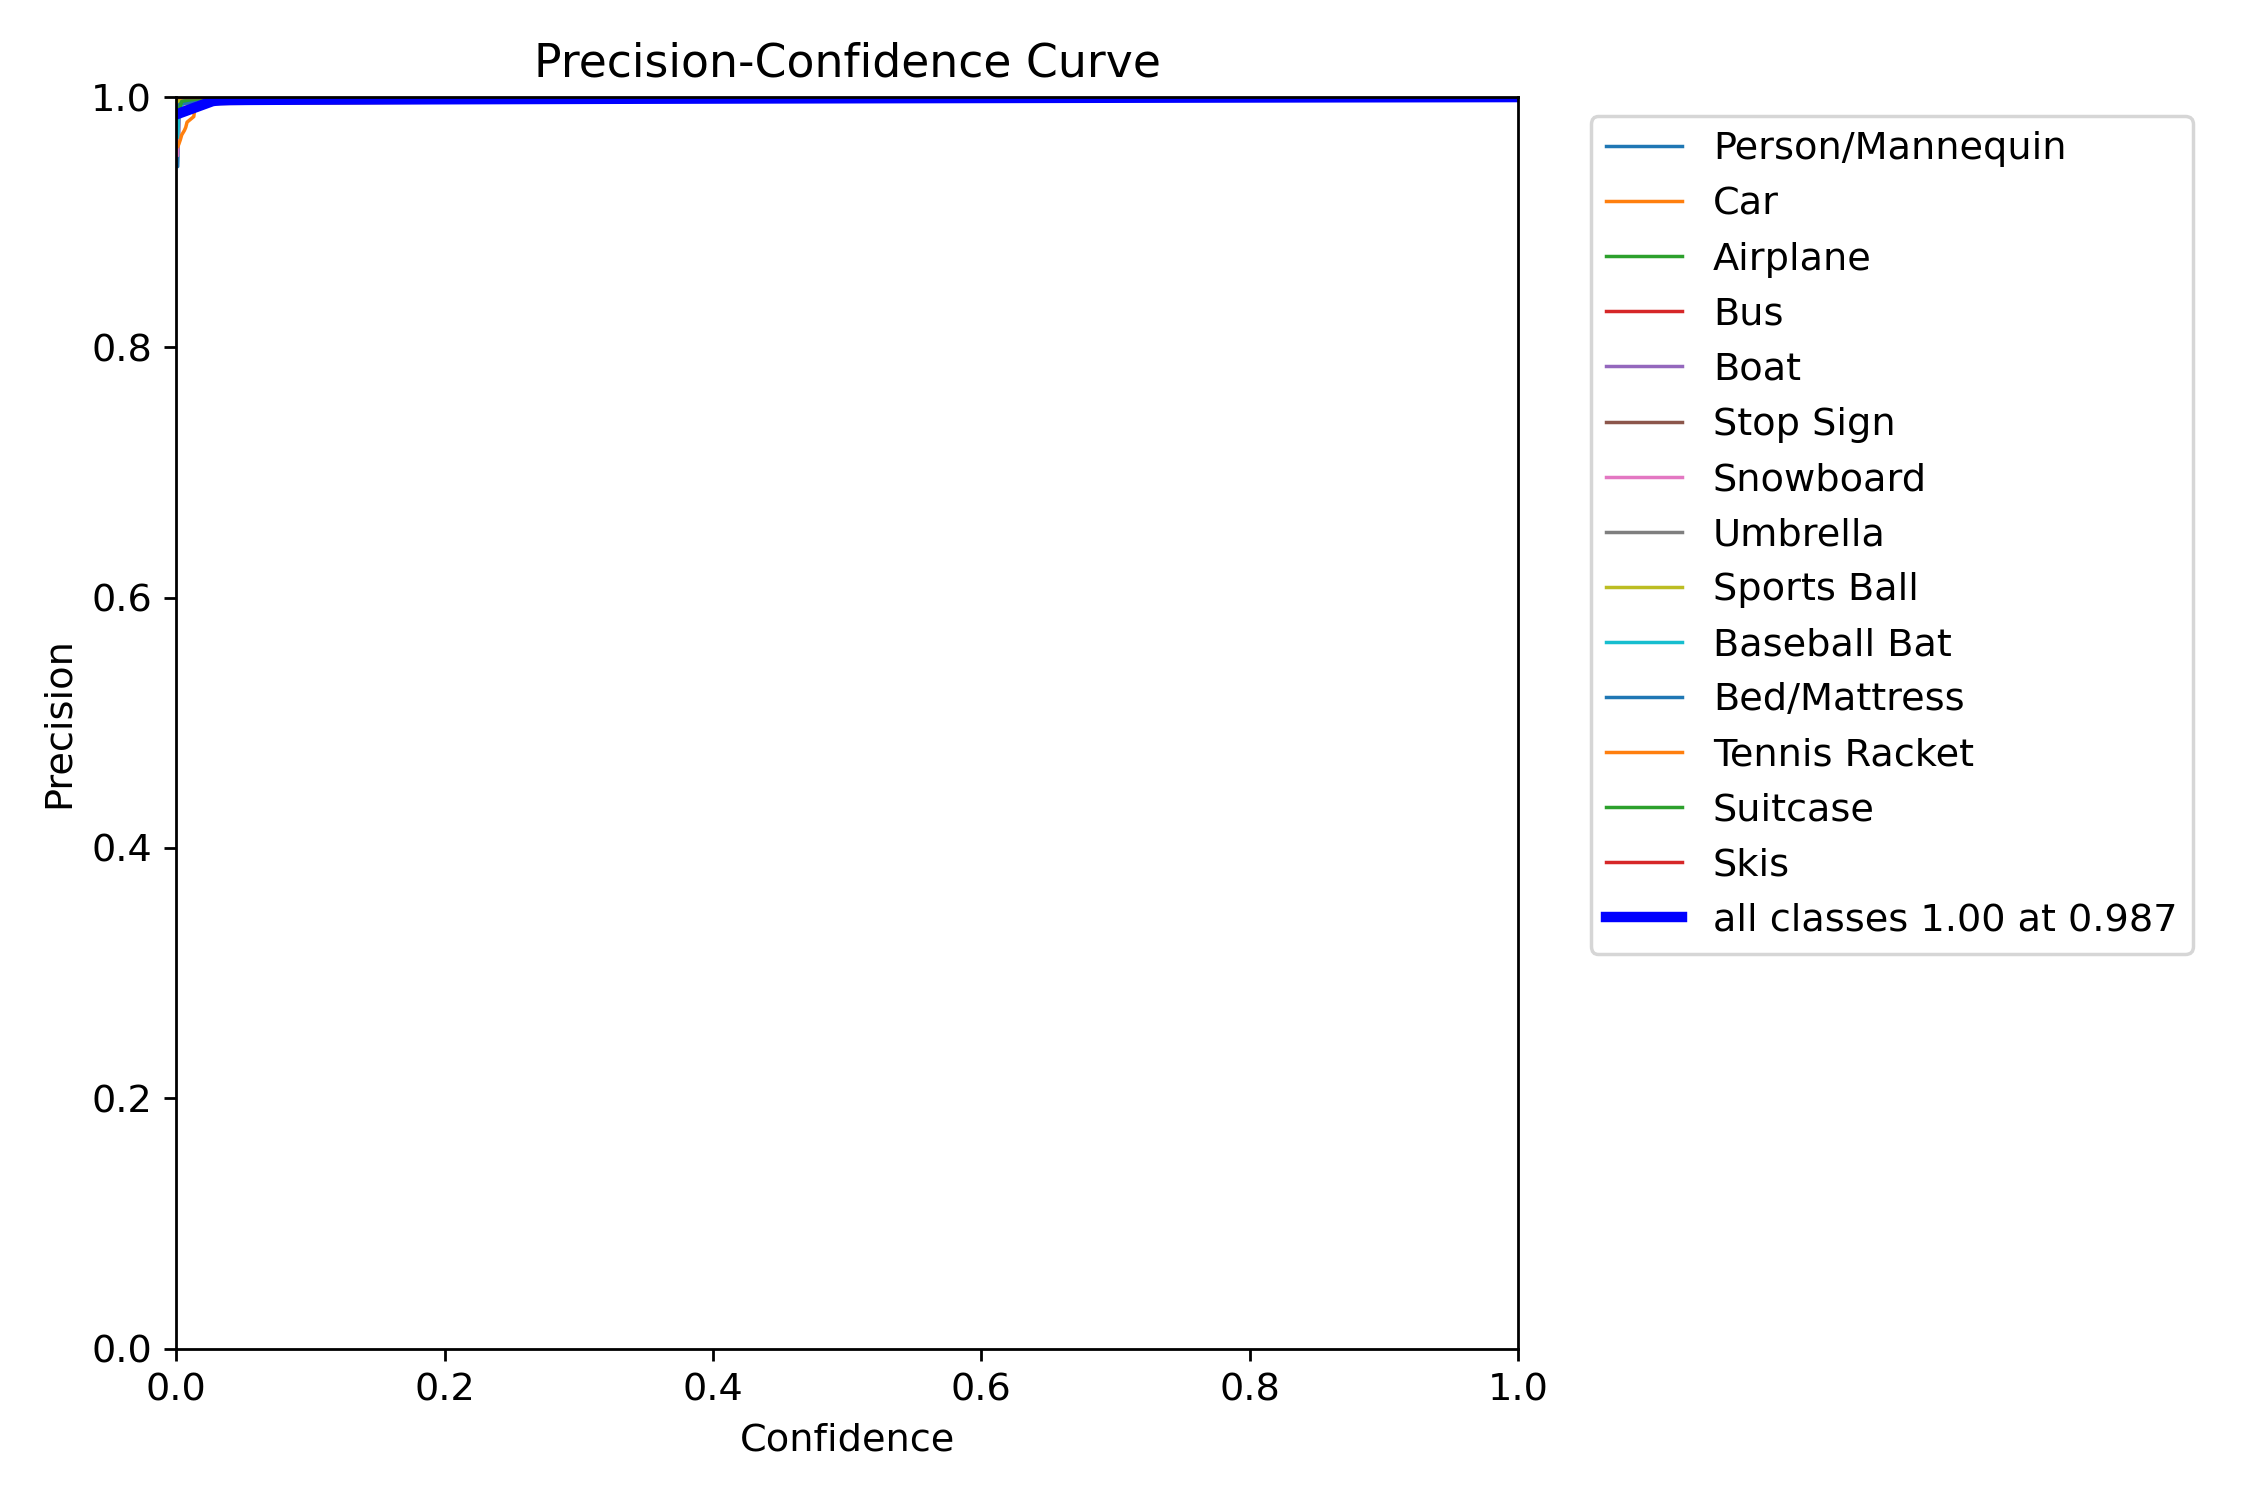 Precision-Confidence Curve
1.0
0.8
0.6
0.4
0.2
0.0
Precision
0.0 0.2 0.4 0.6 0.8 1.0
Confidence
Person/Mannequin
Car
Airplane
Bus
Boat
Stop Sign
Snowboard
Umbrella
Sports Ball
Baseball Bat
Bed/Mattress
Tennis Racket
Suitcase
Skis
all classes 1.00 at 0.987